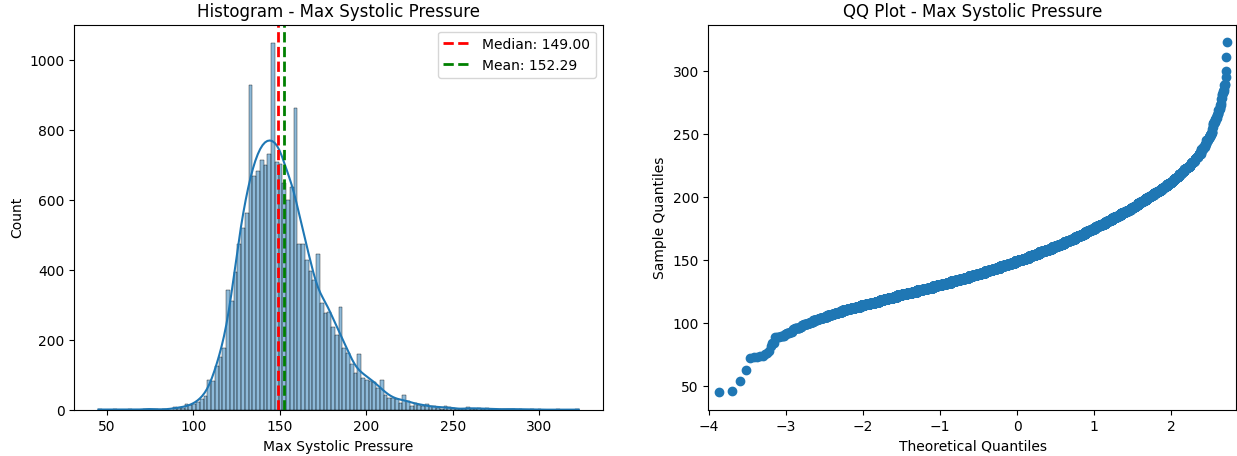 Histogram - Max Systolic Pressure
Median: 149.00
Mean: 152.29
1000
800
600
400
200
0
Count
50 100 150 200 250 300
Max Systolic Pressure
QQ Plot - Max Systolic Pressure
300
250
200
150
100
50
Sample Quantiles
−4 −3 −2 −1 0 1 2
Theoretical Quantiles